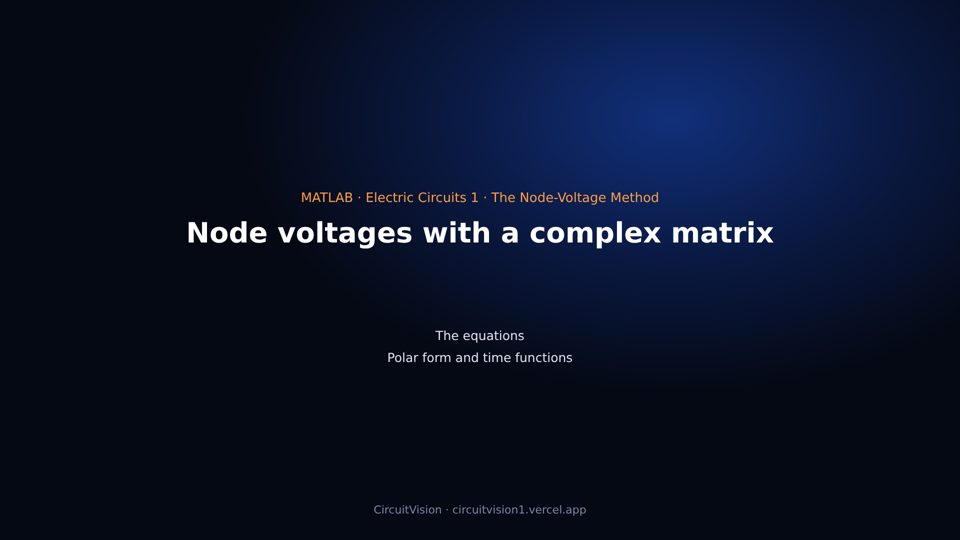 MATLAB · Electric Circuits 1 · The Node-Voltage Method
Node voltages with a complex matrix
The equations
Polar form and time functions
CircuitVision · circuitvision1.vercel.app